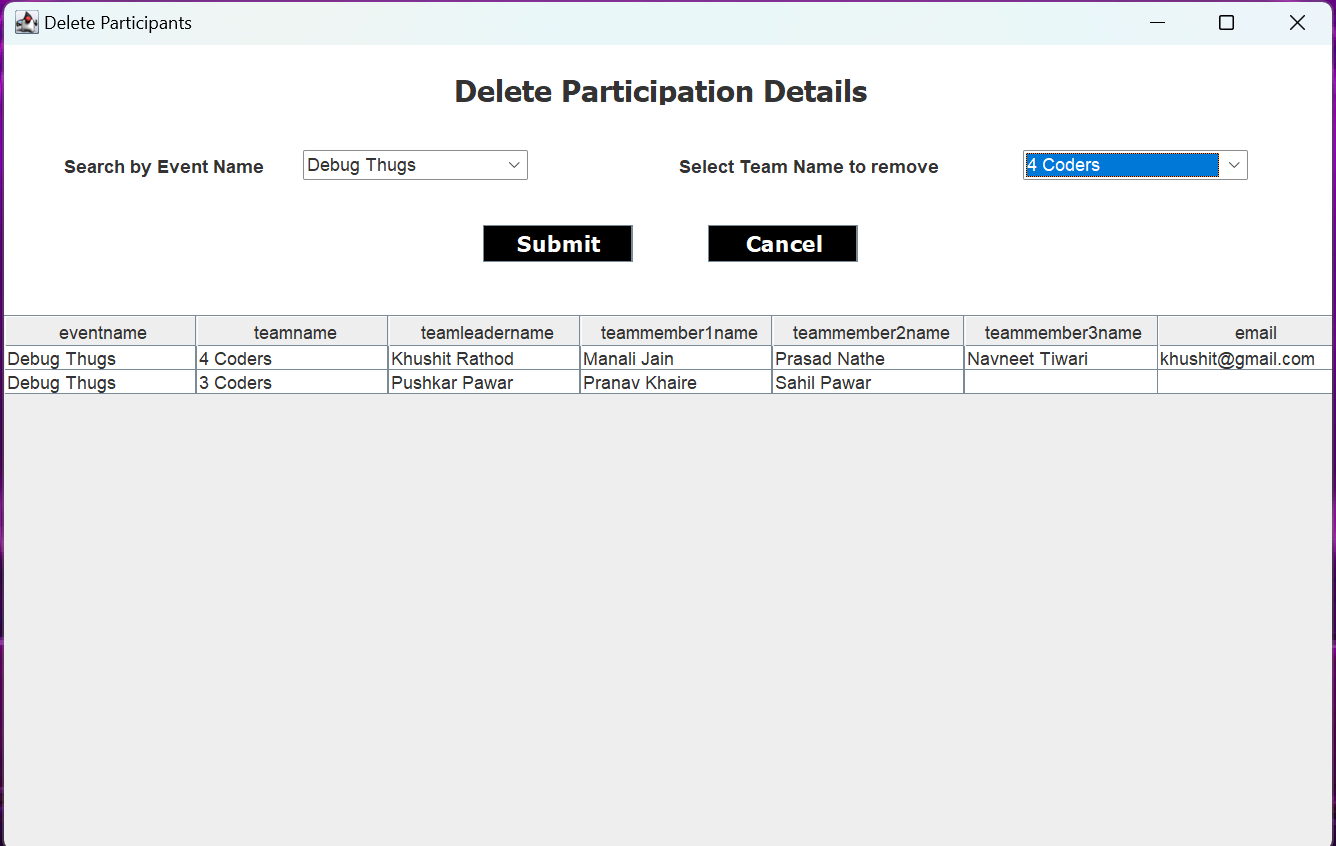 Delete Participants
Delete Participation Details
Search by Event Name Debug Thugs Select Team Name to remove 4 Coders
Submit Cancel
eventname teamname teamleadername teammember1name teammember2name teammember3name email
Debug Thugs 4 Coders Khushit Rathod Manali Jain Prasad Nathe Navneet Tiwari khushit@gmail.com
Debug Thugs 3 Coders Pushkar Pawar Pranav Khaire Sahil Pawar